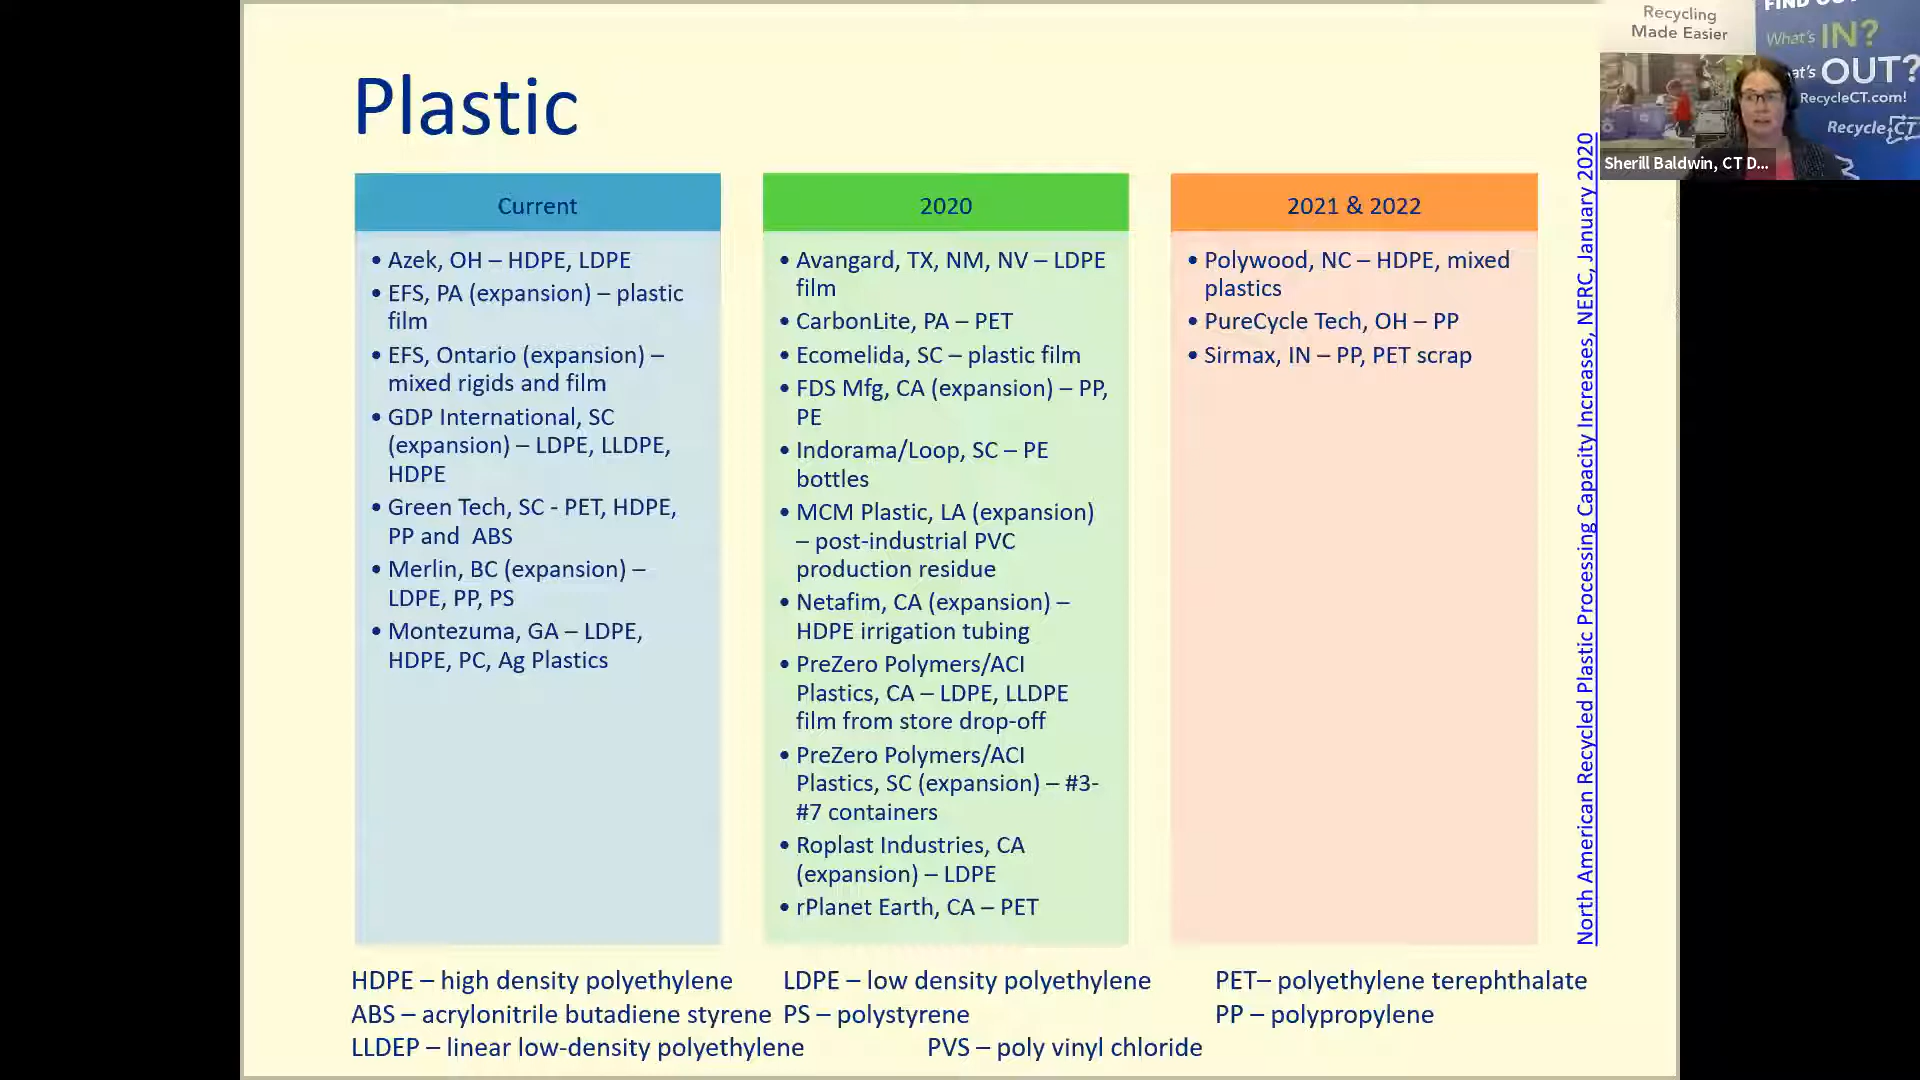 Plastic
Current
• Azek, OH – HDPE, LDPE
• EFS, PA (expansion) – plastic
film
• EFS, Ontario (expansion) –
mixed rigids and film
• GDP International, SC
(expansion) – LDPE, LLDPE,
HDPE
• Green Tech, SC - PET, HDPE,
PP and ABS
• Merlin, BC (expansion) –
LDPE, PP, PS
• Montezuma, GA – LDPE,
HDPE, PC, Ag Plastics
2020
• Avangard, TX, NM, NV – LDPE
film
• CarbonLite, PA – PET
• Ecomelida, SC – plastic film
• FDS Mfg, CA (expansion) – PP,
PE
• Indorama/Loop, SC – PE
bottles
• MCM Plastic, LA (expansion)
– post-industrial PVC
production residue
• Netafim, CA (expansion) –
HDPE irrigation tubing
• PreZero Polymers/ACI
Plastics, CA – LDPE, LLDPE
film from store drop-off
• PreZero Polymers/ACI
Plastics, SC (expansion) – #3-
#7 containers
• Roplast Industries, CA
(expansion) – LDPE
• rPlanet Earth, CA – PET
2021 & 2022
• Polywood, NC – HDPE, mixed
plastics
• PureCycle Tech, OH – PP
• Sirmax, IN – PP, PET scrap
North American Recycled Plastic Processing Capacity Increases, NERC, January 2020
HDPE – high density polyethylene LDPE – low density polyethylene PET– polyethylene terephthalate
ABS – acrylonitrile butadiene styrene PS – polystyrene PP – polypropylene
LLDEP – linear low-density polyethylene PVS – poly vinyl chloride
Recycling
Made Easier
FIND
What's IN?
at's OUT?
RecycleCT.com!
RecycleCT
Sherill Baldwin, CT D...